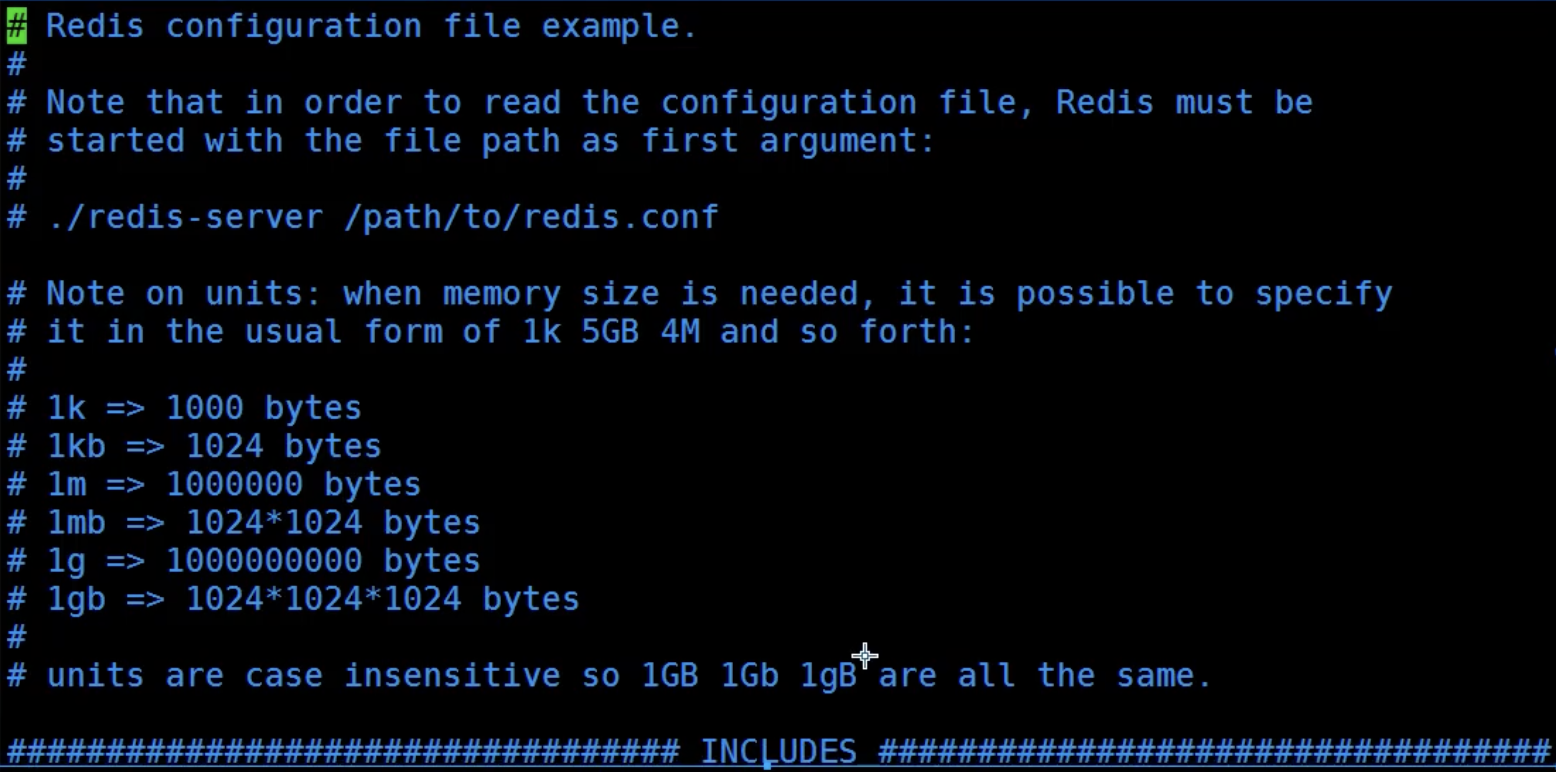 # Redis configuration file example.
#
# Note that in order to read the configuration file, Redis must be
# started with the file path as first argument:
#
# ./redis-server /path/to/redis.conf

# Note on units: when memory size is needed, it is possible to specify
# it in the usual form of 1k 5GB 4M and so forth:
#
# 1k => 1000 bytes
# 1kb => 1024 bytes
# 1m => 1000000 bytes
# 1mb => 1024*1024 bytes
# 1g => 1000000000 bytes
# 1gb => 1024*1024*1024 bytes
#
# units are case insensitive so 1GB 1Gb 1gB are all the same.

################################## INCLUDES ##################################